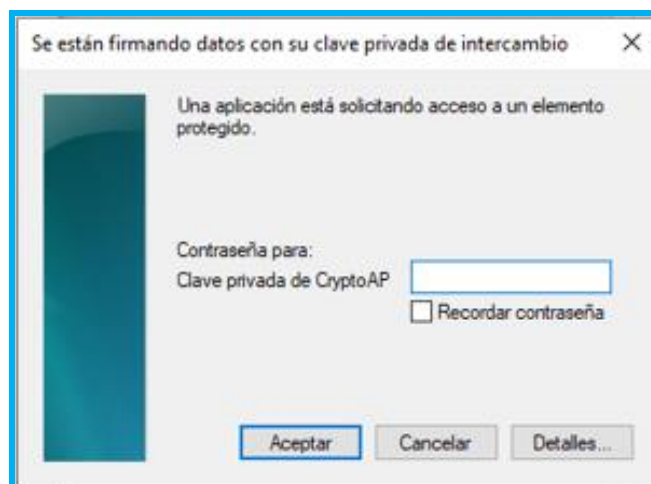 Se están firmando datos con su clave privada de intercambio
Una aplicación está solicitando acceso a un elemento
protegido.
Contraseña para:
Clave privada de CryptoAP
Recordar contraseña
Aceptar
Cancelar
Detalles...